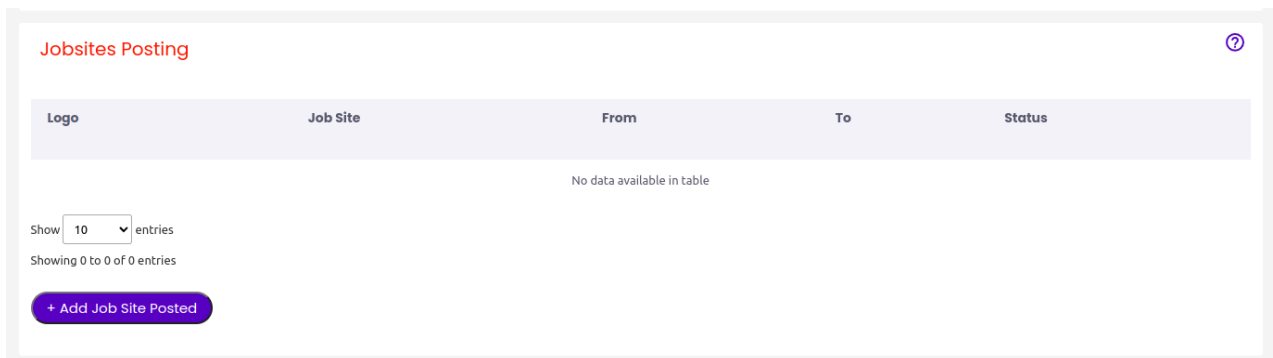 Jobsites Posting
?
Logo Job Site From To Status
No data available in table
Show 10 entries
Showing 0 to 0 of 0 entries
+ Add Job Site Posted